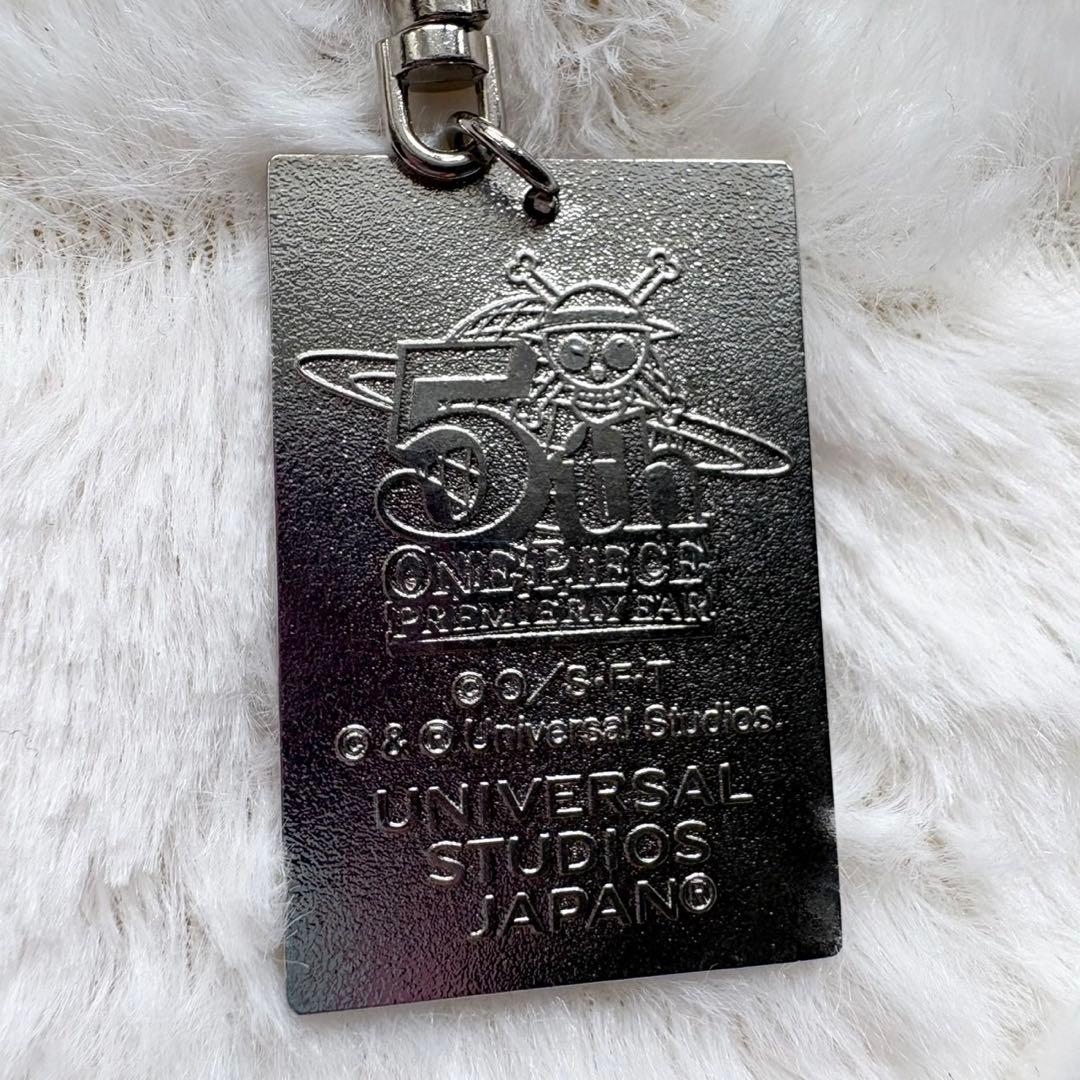 5th
ONE PIECE
PREMIER YEAR
© O/S·F·T
© & ® Universal Studios.
UNIVERSAL
STUDIOS
JAPAN®